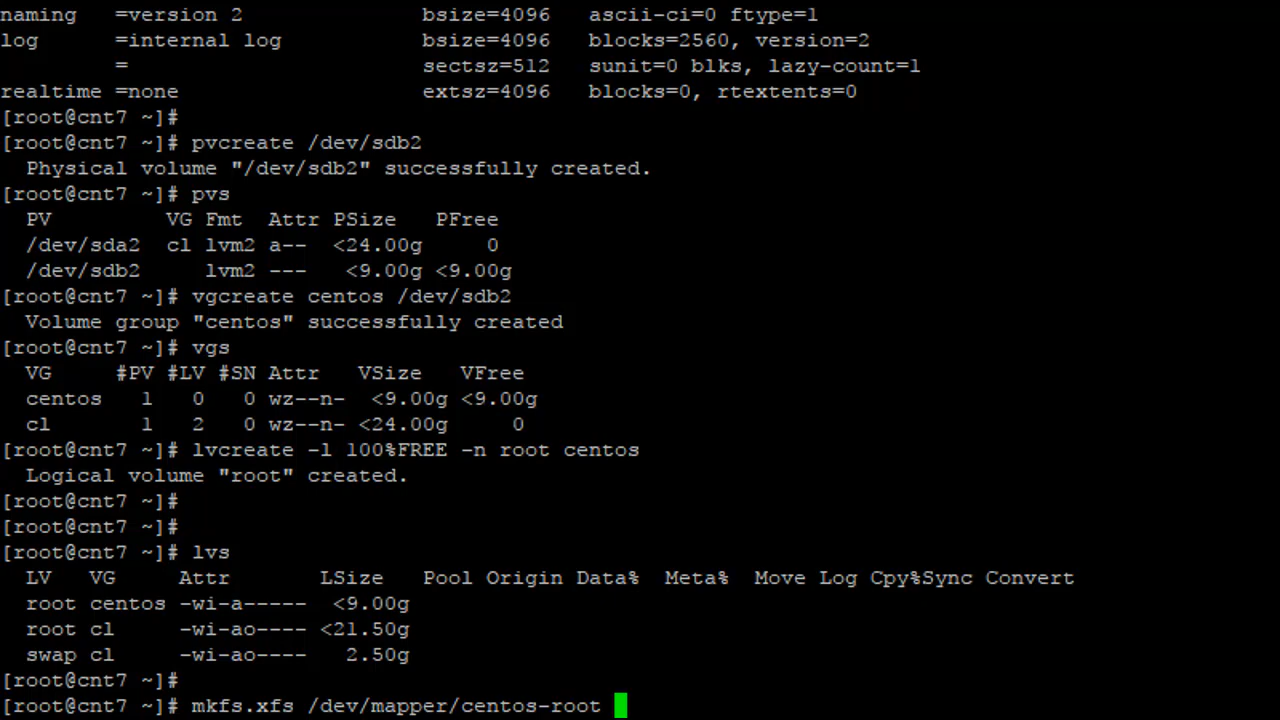 naming   =version 2              bsize=4096   ascii-ci=0 ftype=1
log      =internal log           bsize=4096   blocks=2560, version=2
         =                       sectsz=512   sunit=0 blks, lazy-count=1
realtime =none                   extsz=4096   blocks=0, rtextents=0
[root@cnt7 ~]#
[root@cnt7 ~]# pvcreate /dev/sdb2
  Physical volume "/dev/sdb2" successfully created.
[root@cnt7 ~]# pvs
  PV         VG Fmt  Attr PSize   PFree
  /dev/sda2  cl lvm2 a--  <24.00g     0
  /dev/sdb2     lvm2 ---   <9.00g <9.00g
[root@cnt7 ~]# vgcreate centos /dev/sdb2
  Volume group "centos" successfully created
[root@cnt7 ~]# vgs
  VG     #PV #LV #SN Attr   VSize   VFree
  centos   1   0   0 wz--n-  <9.00g <9.00g
  cl       1   2   0 wz--n- <24.00g     0
[root@cnt7 ~]# lvcreate -l 100%FREE -n root centos
  Logical volume "root" created.
[root@cnt7 ~]#
[root@cnt7 ~]#
[root@cnt7 ~]# lvs
  LV   VG     Attr       LSize   Pool Origin Data%  Meta%  Move Log Cpy%Sync Convert
  root centos -wi-a-----  <9.00g
  root cl     -wi-ao---- <21.50g
  swap cl     -wi-ao----   2.50g
[root@cnt7 ~]#
[root@cnt7 ~]# mkfs.xfs /dev/mapper/centos-root